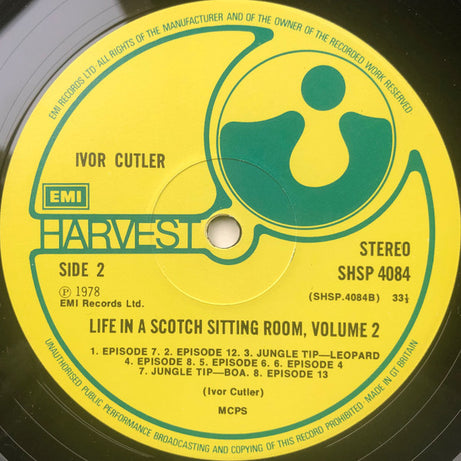 EMI RECORDS LTD. ALL RIGHTS OF THE MANUFACTURER AND OF THE OWNER OF THE RECORDED WORK RESERVED
IVOR CUTLER
EMI
HARVEST
SIDE 2
℗ 1978
EMI Records Ltd.
STEREO
SHSP 4084
(SHSP.4084B) 33⅓
LIFE IN A SCOTCH SITTING ROOM, VOLUME 2
1. EPISODE 7. 2. EPISODE 12. 3. JUNGLE TIP—LEOPARD
4. EPISODE 8. 5. EPISODE 6. 6. EPISODE 4
7. JUNGLE TIP—BOA. 8. EPISODE 13
(Ivor Cutler)
MCPS
UNAUTHORISED PUBLIC PERFORMANCE BROADCASTING AND COPYING OF THIS RECORD PROHIBITED. MADE IN GT BRITAIN